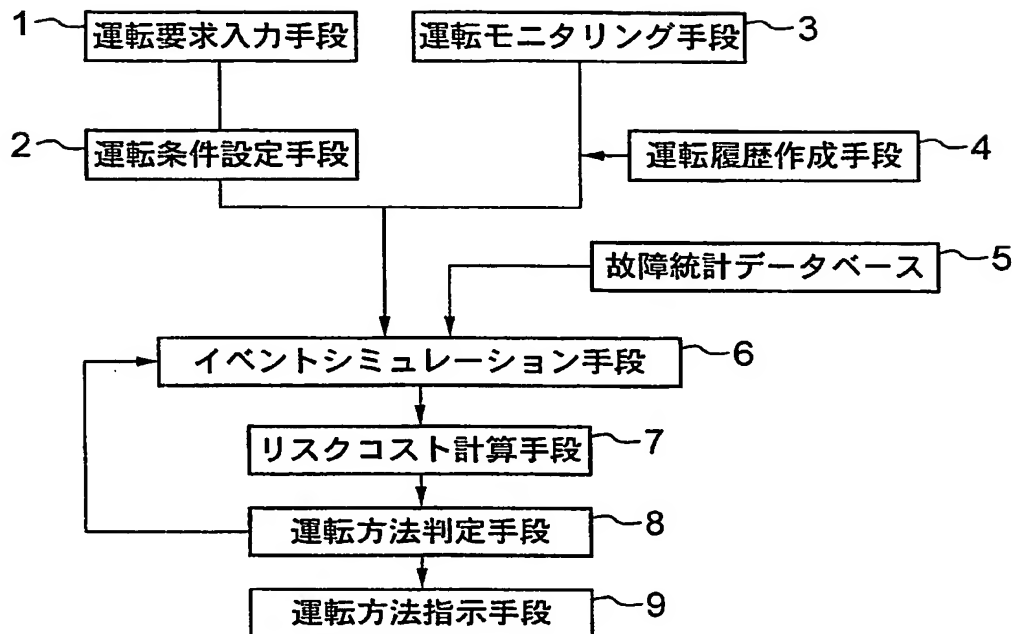 1 運転要求入力手段
運転モニタリング手段 3
2 運転条件設定手段
運転履歴作成手段 4
故障統計データベース 5
イベントシミュレーション手段 6
リスクコスト計算手段 7
運転方法判定手段 8
運転方法指示手段 9